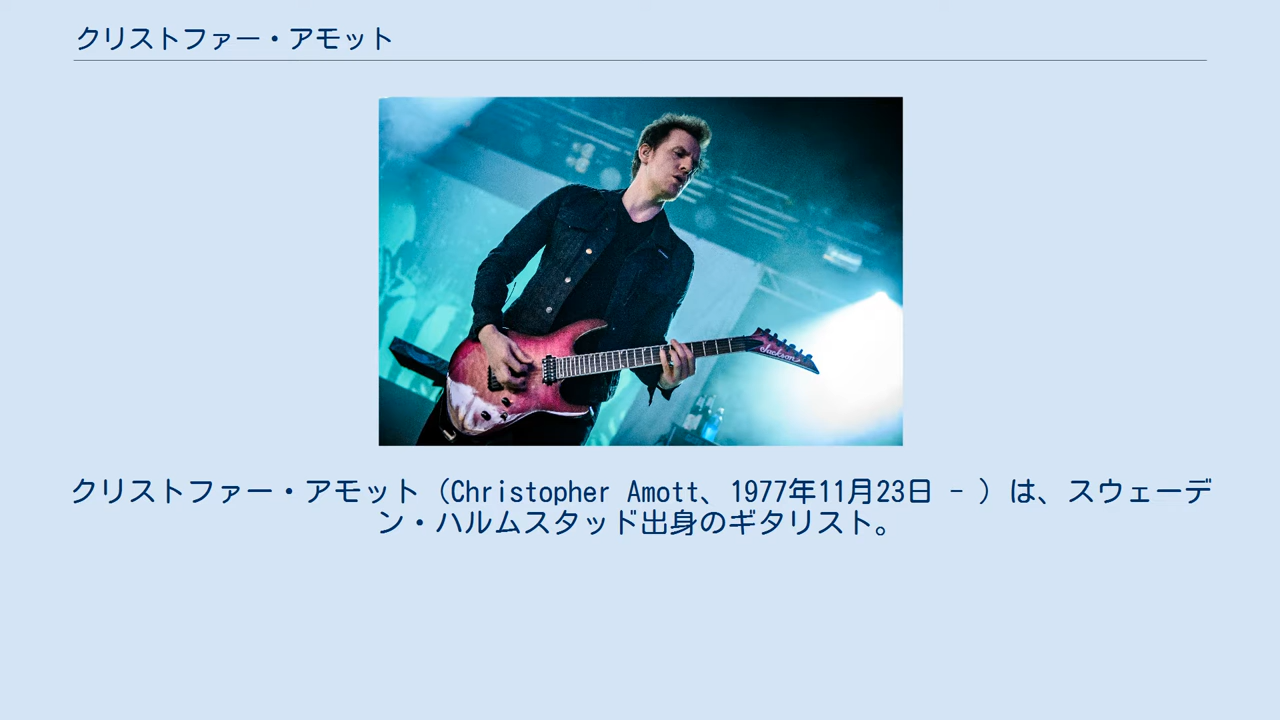 クリストファー・アモット
Jackson
クリストファー・アモット（Christopher Amott、1977年11月23日 - ）は、スウェーデ
ン・ハルムスタッド出身のギタリスト。